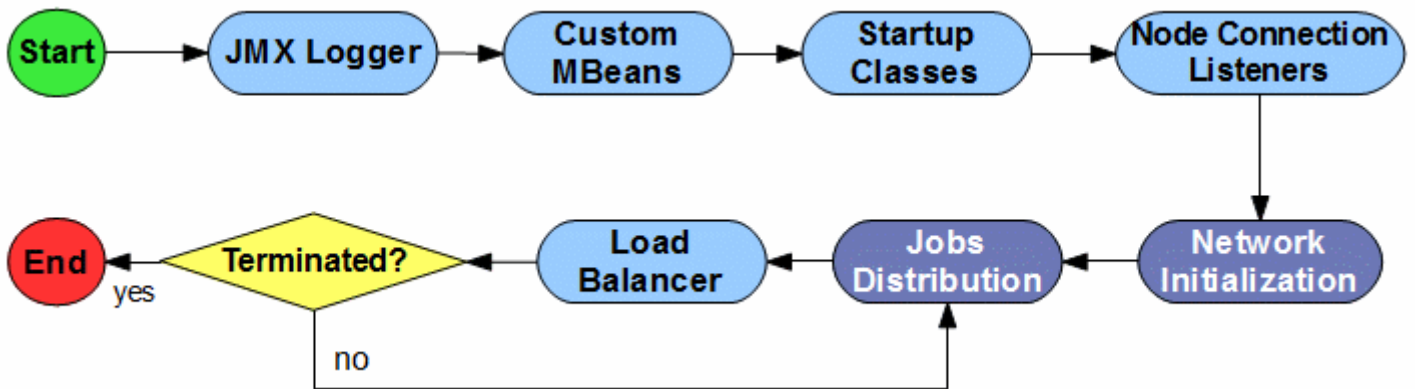 Start
JMX Logger
Custom
MBeans
Startup
Classes
Node Connection
Listeners
End
yes
Terminated?
no
Load
Balancer
Jobs
Distribution
Network
Initialization